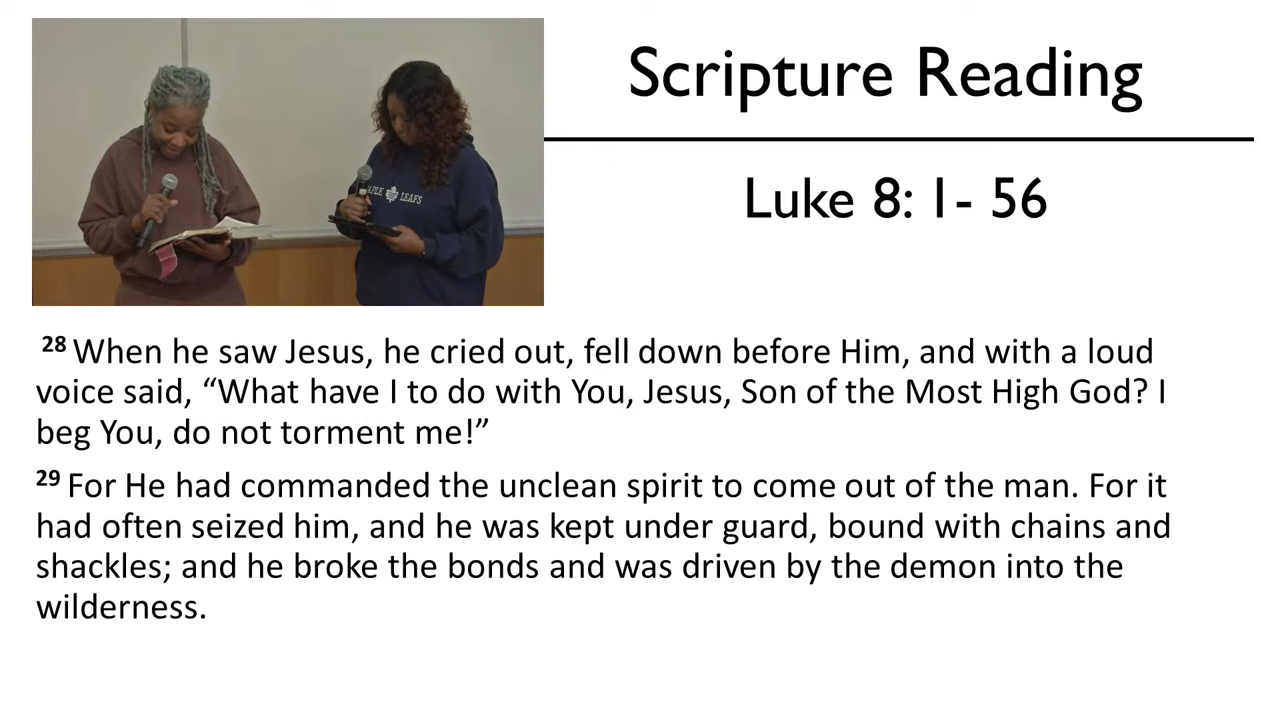 Scripture Reading
Luke 8: 1- 56
APLE LEAFS
28 When he saw Jesus, he cried out, fell down before Him, and with a loud
voice said, “What have I to do with You, Jesus, Son of the Most High God? I
beg You, do not torment me!”
29 For He had commanded the unclean spirit to come out of the man. For it
had often seized him, and he was kept under guard, bound with chains and
shackles; and he broke the bonds and was driven by the demon into the
wilderness.